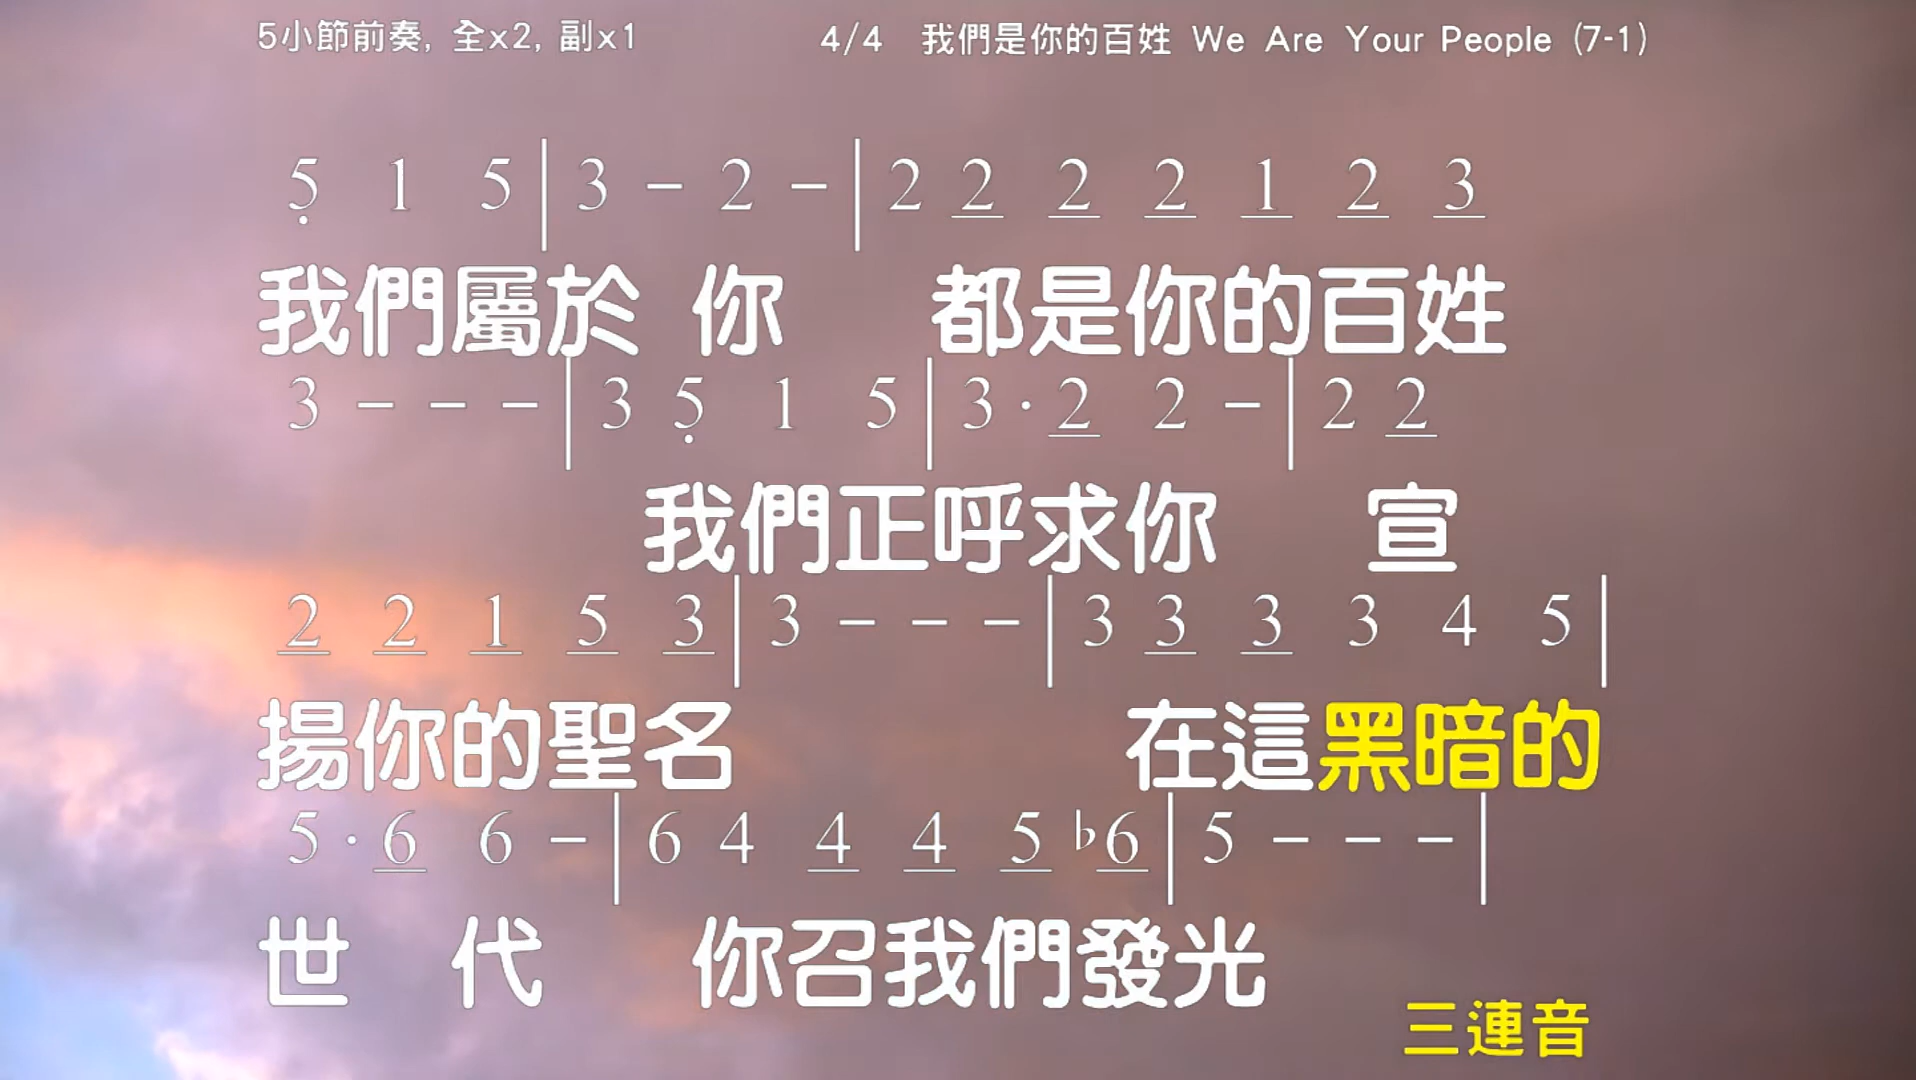 5小節前奏, 全x2, 副x1 4/4 我們是你的百姓 We Are Your People (7-1)
5̣ 1 5 | 3 - 2 - | 2 2̲ 2̲ 2̲ 1̲ 2̲ 3̲
我們屬於 你 都是你的百姓
3 - - - | 3 5̣ 1 5 | 3 · 2̲ 2 - | 2 2̲
我們正呼求你 宣
2̲ 2̲ 1̲ 5̲ 3̲ | 3 - - - | 3 3̲ 3̲ 3 4 5 |
揚你的聖名 在這黑暗的
5 · 6̲ 6 - | 6 4 4̲ 4̲ 5̲ ♭6̲ | 5 - - - |
世 代 你召我們發光
三連音